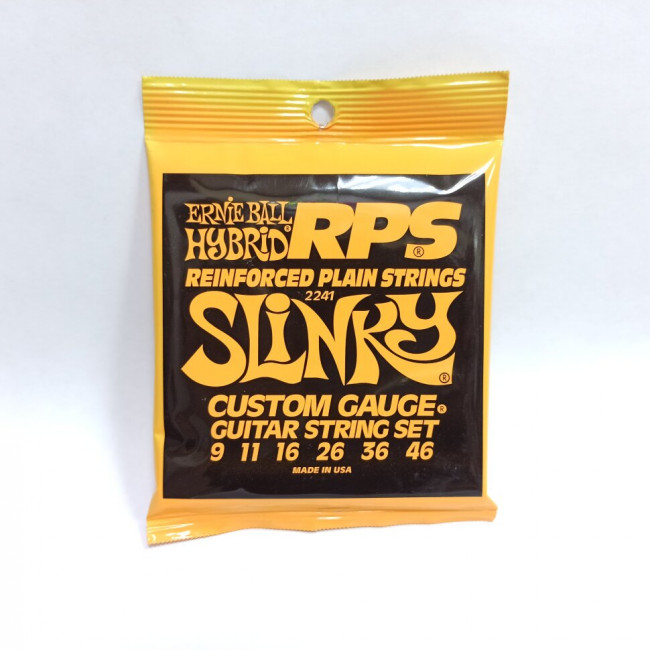 ERNIE BALL
HYBRID® RPS®
REINFORCED PLAIN STRINGS
2241
SLINKY®
CUSTOM GAUGE®
GUITAR STRING SET
9 11 16 26 36 46
MADE IN USA